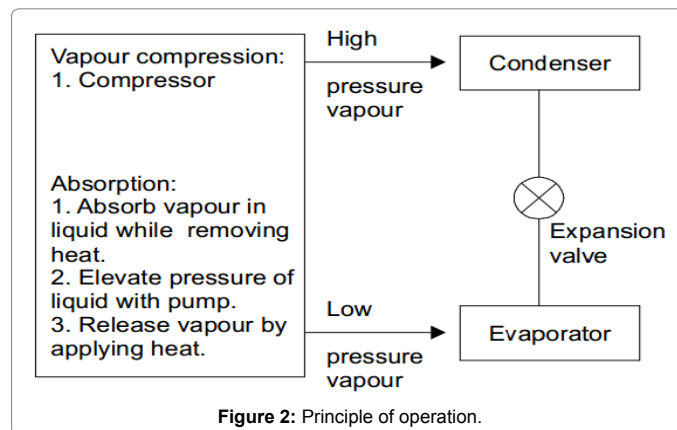 Vapour compression:
1. Compressor
Absorption:
1. Absorb vapour in
liquid while removing
heat.
2. Elevate pressure of
liquid with pump.
3. Release vapour by
applying heat.
High
pressure
vapour
Condenser
Expansion
valve
Low
pressure
vapour
Evaporator
Figure 2: Principle of operation.